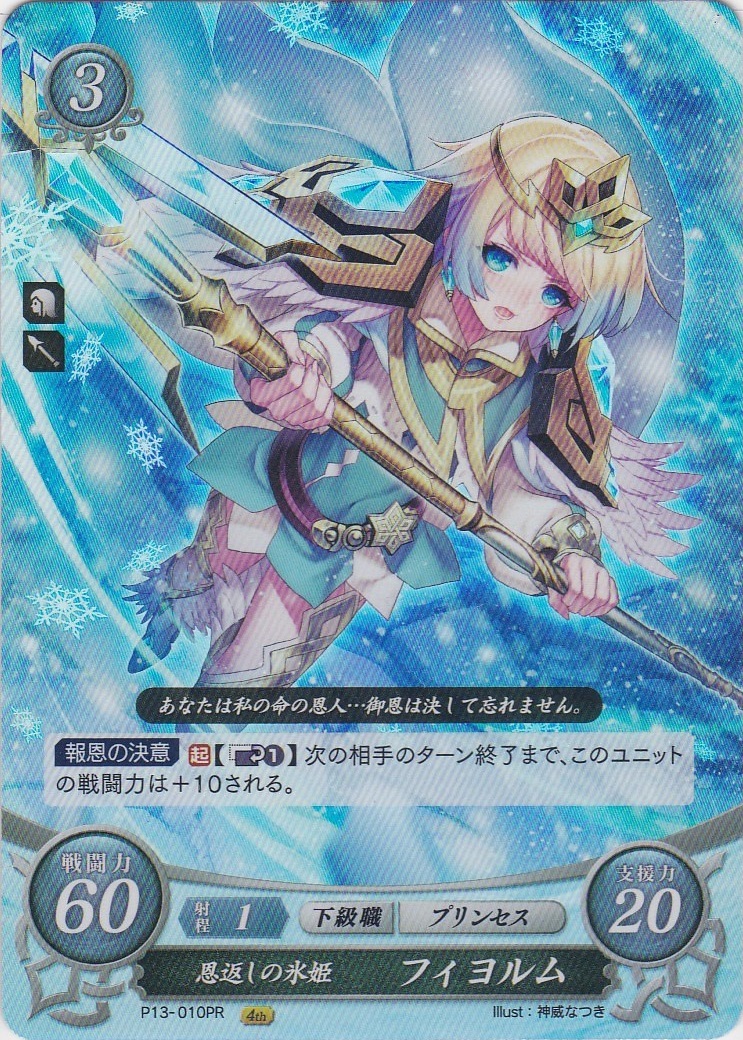 3
あなたは私の命の恩人…御恩は決して忘れません。
報恩の決意 起【1】次の相手のターン終了まで、このユニット
の戦闘力は＋10される。
戦闘力
60
射程 1
下級職 プリンセス
支援力
20
恩返しの氷姫 フィヨルム
P13-010PR 4th Illust：神威なつき